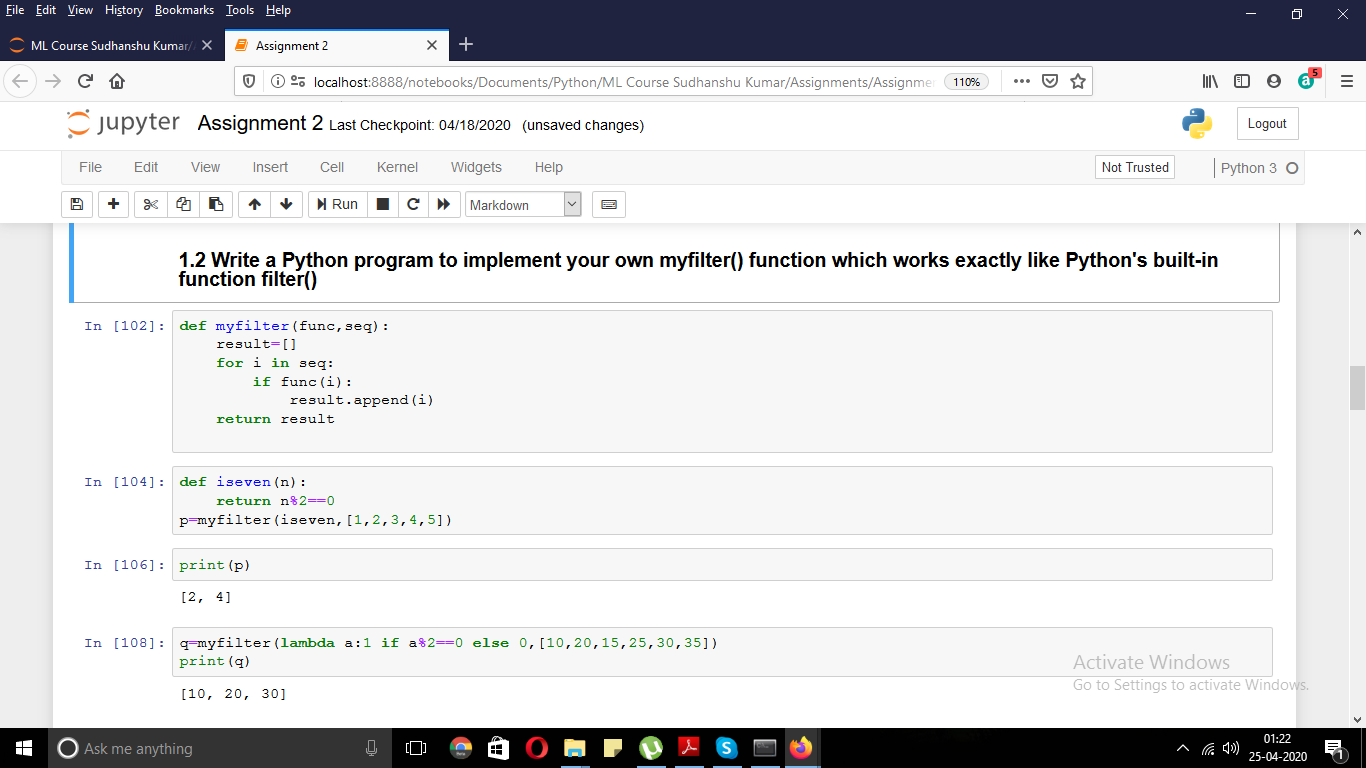 File Edit View History Bookmarks Tools Help
ML Course Sudhanshu Kumar/
Assignment 2
localhost:8888/notebooks/Documents/Python/ML Course Sudhanshu Kumar/Assignments/Assignme
110%
5
jupyter Assignment 2 Last Checkpoint: 04/18/2020 (unsaved changes)
Logout
File Edit View Insert Cell Kernel Widgets Help
Not Trusted
Python 3
Run
Markdown
1.2 Write a Python program to implement your own myfilter() function which works exactly like Python's built-in
function filter()
In [102]: def myfilter(func,seq):
    result=[]
    for i in seq:
        if func(i):
            result.append(i)
    return result
In [104]: def iseven(n):
    return n%2==0
p=myfilter(iseven,[1,2,3,4,5])
In [106]: print(p)
[2, 4]
In [108]: q=myfilter(lambda a:1 if a%2==0 else 0,[10,20,15,25,30,35])
print(q)
[10, 20, 30]
Activate Windows
Go to Settings to activate Windows.
Ask me anything
01:22
25-04-2020
1